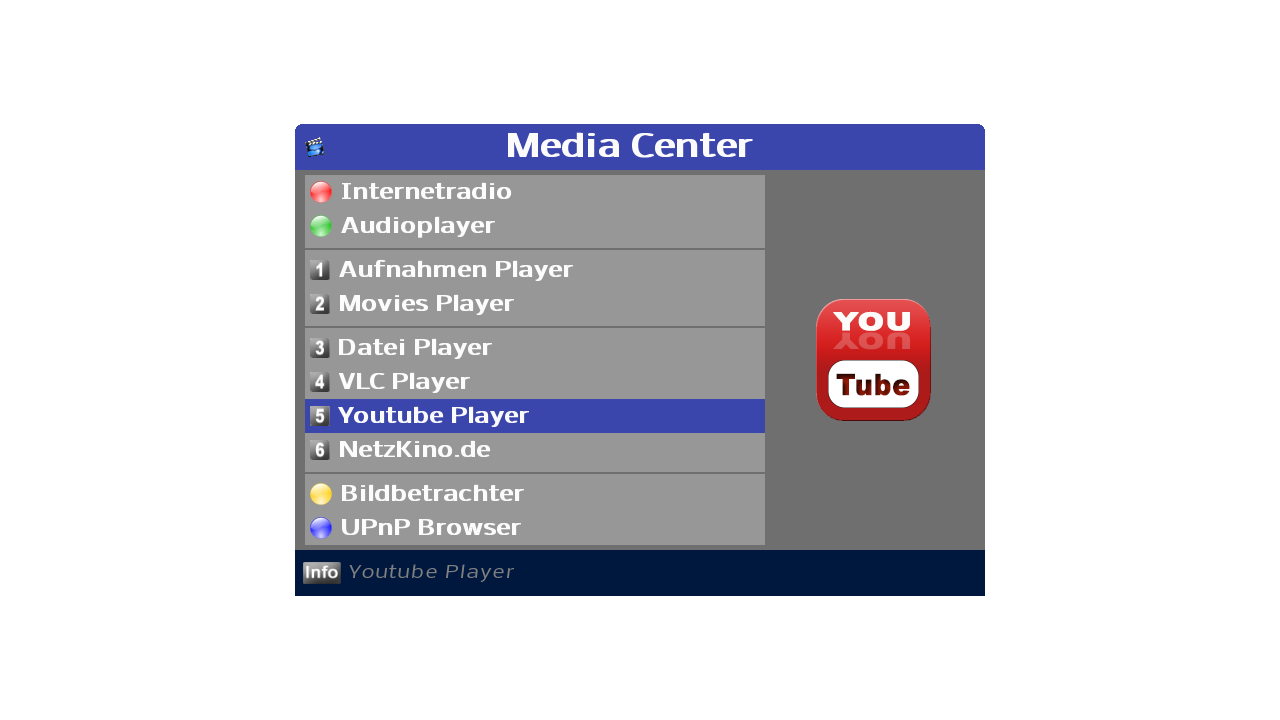 Media Center
Internetradio
Audioplayer
1 Aufnahmen Player
2 Movies Player
3 Datei Player
4 VLC Player
5 Youtube Player
6 NetzKino.de
Bildbetrachter
UPnP Browser
YOU
Tube
Info Youtube Player